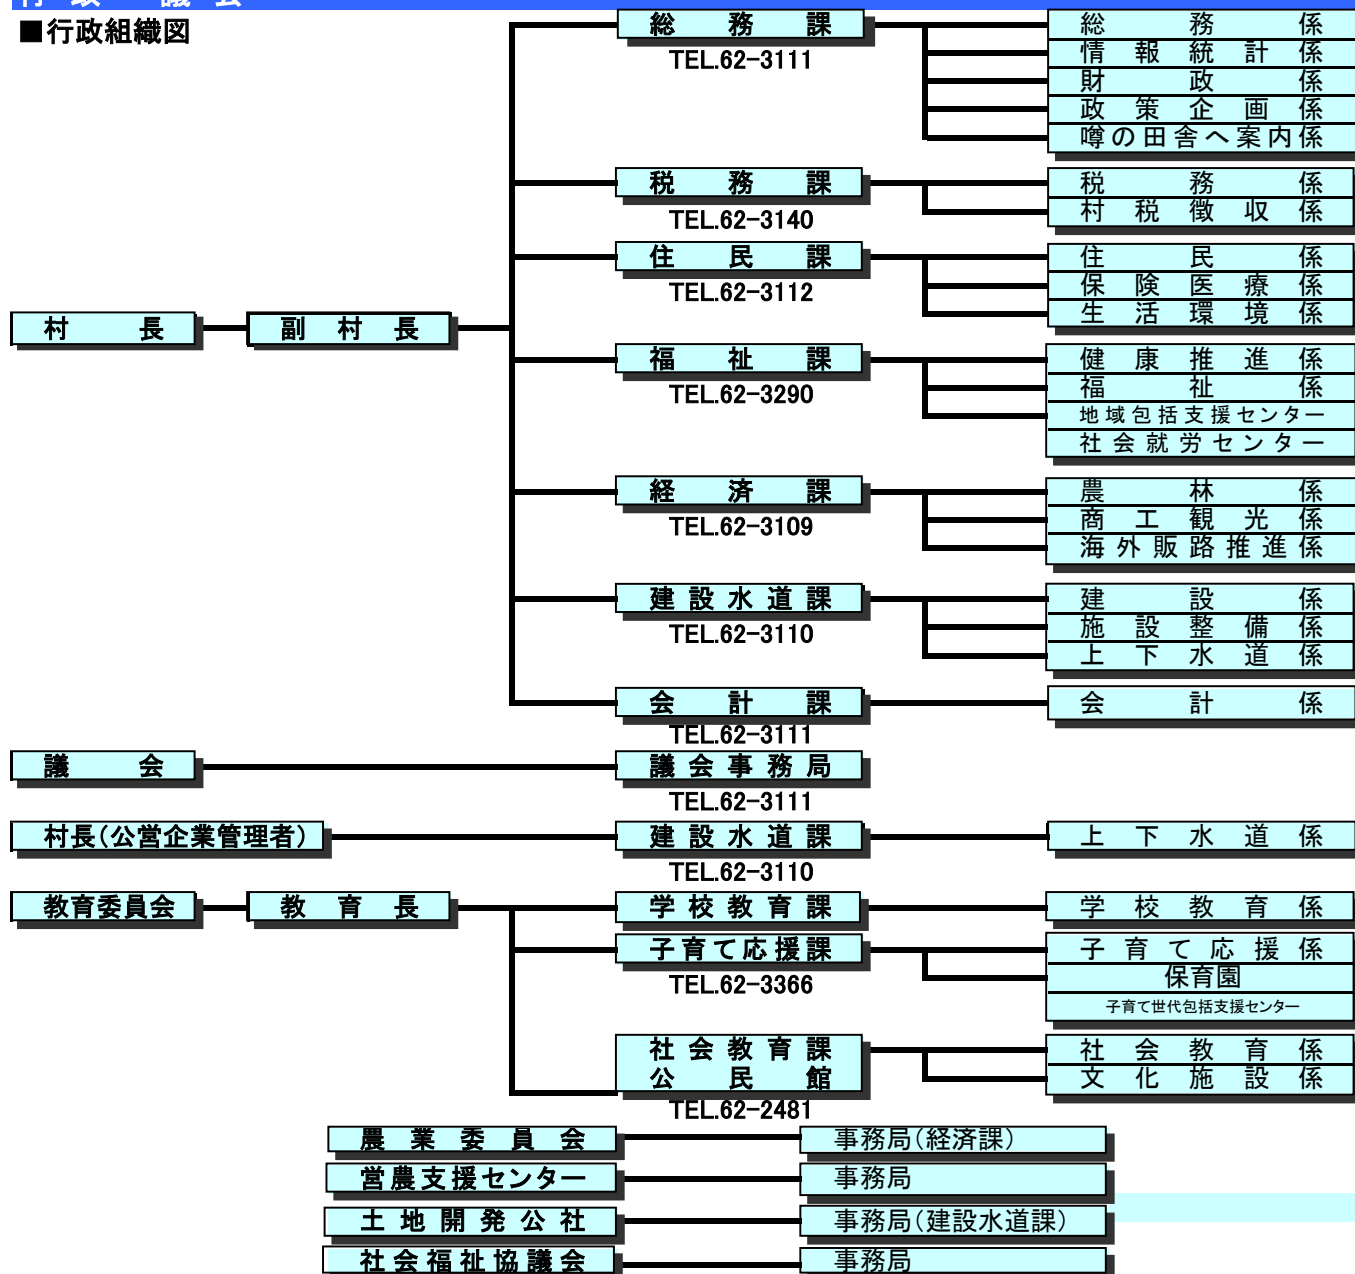 行政・議会
■行政組織図
総務課
TEL.62-3111
総務係
情報統計係
財政係
政策企画係
噂の田舎へ案内係
税務課
TEL.62-3140
税務係
村税徴収係
住民課
TEL.62-3112
住民係
保険医療係
生活環境係
村長
副村長
福祉課
TEL.62-3290
健康推進係
福祉係
地域包括支援センター
社会就労センター
経済課
TEL.62-3109
農林係
商工観光係
海外販路推進係
建設水道課
TEL.62-3110
建設係
施設整備係
上下水道係
会計課
TEL.62-3111
会計係
議会
議会事務局
TEL.62-3111
村長(公営企業管理者)
建設水道課
TEL.62-3110
上下水道係
教育委員会
教育長
学校教育課
学校教育係
子育て応援課
TEL.62-3366
子育て応援係
保育園
子育て世代包括支援センター
社会教育課
公民館
TEL.62-2481
社会教育係
文化施設係
農業委員会
事務局(経済課)
営農支援センター
事務局
土地開発公社
事務局(建設水道課)
社会福祉協議会
事務局